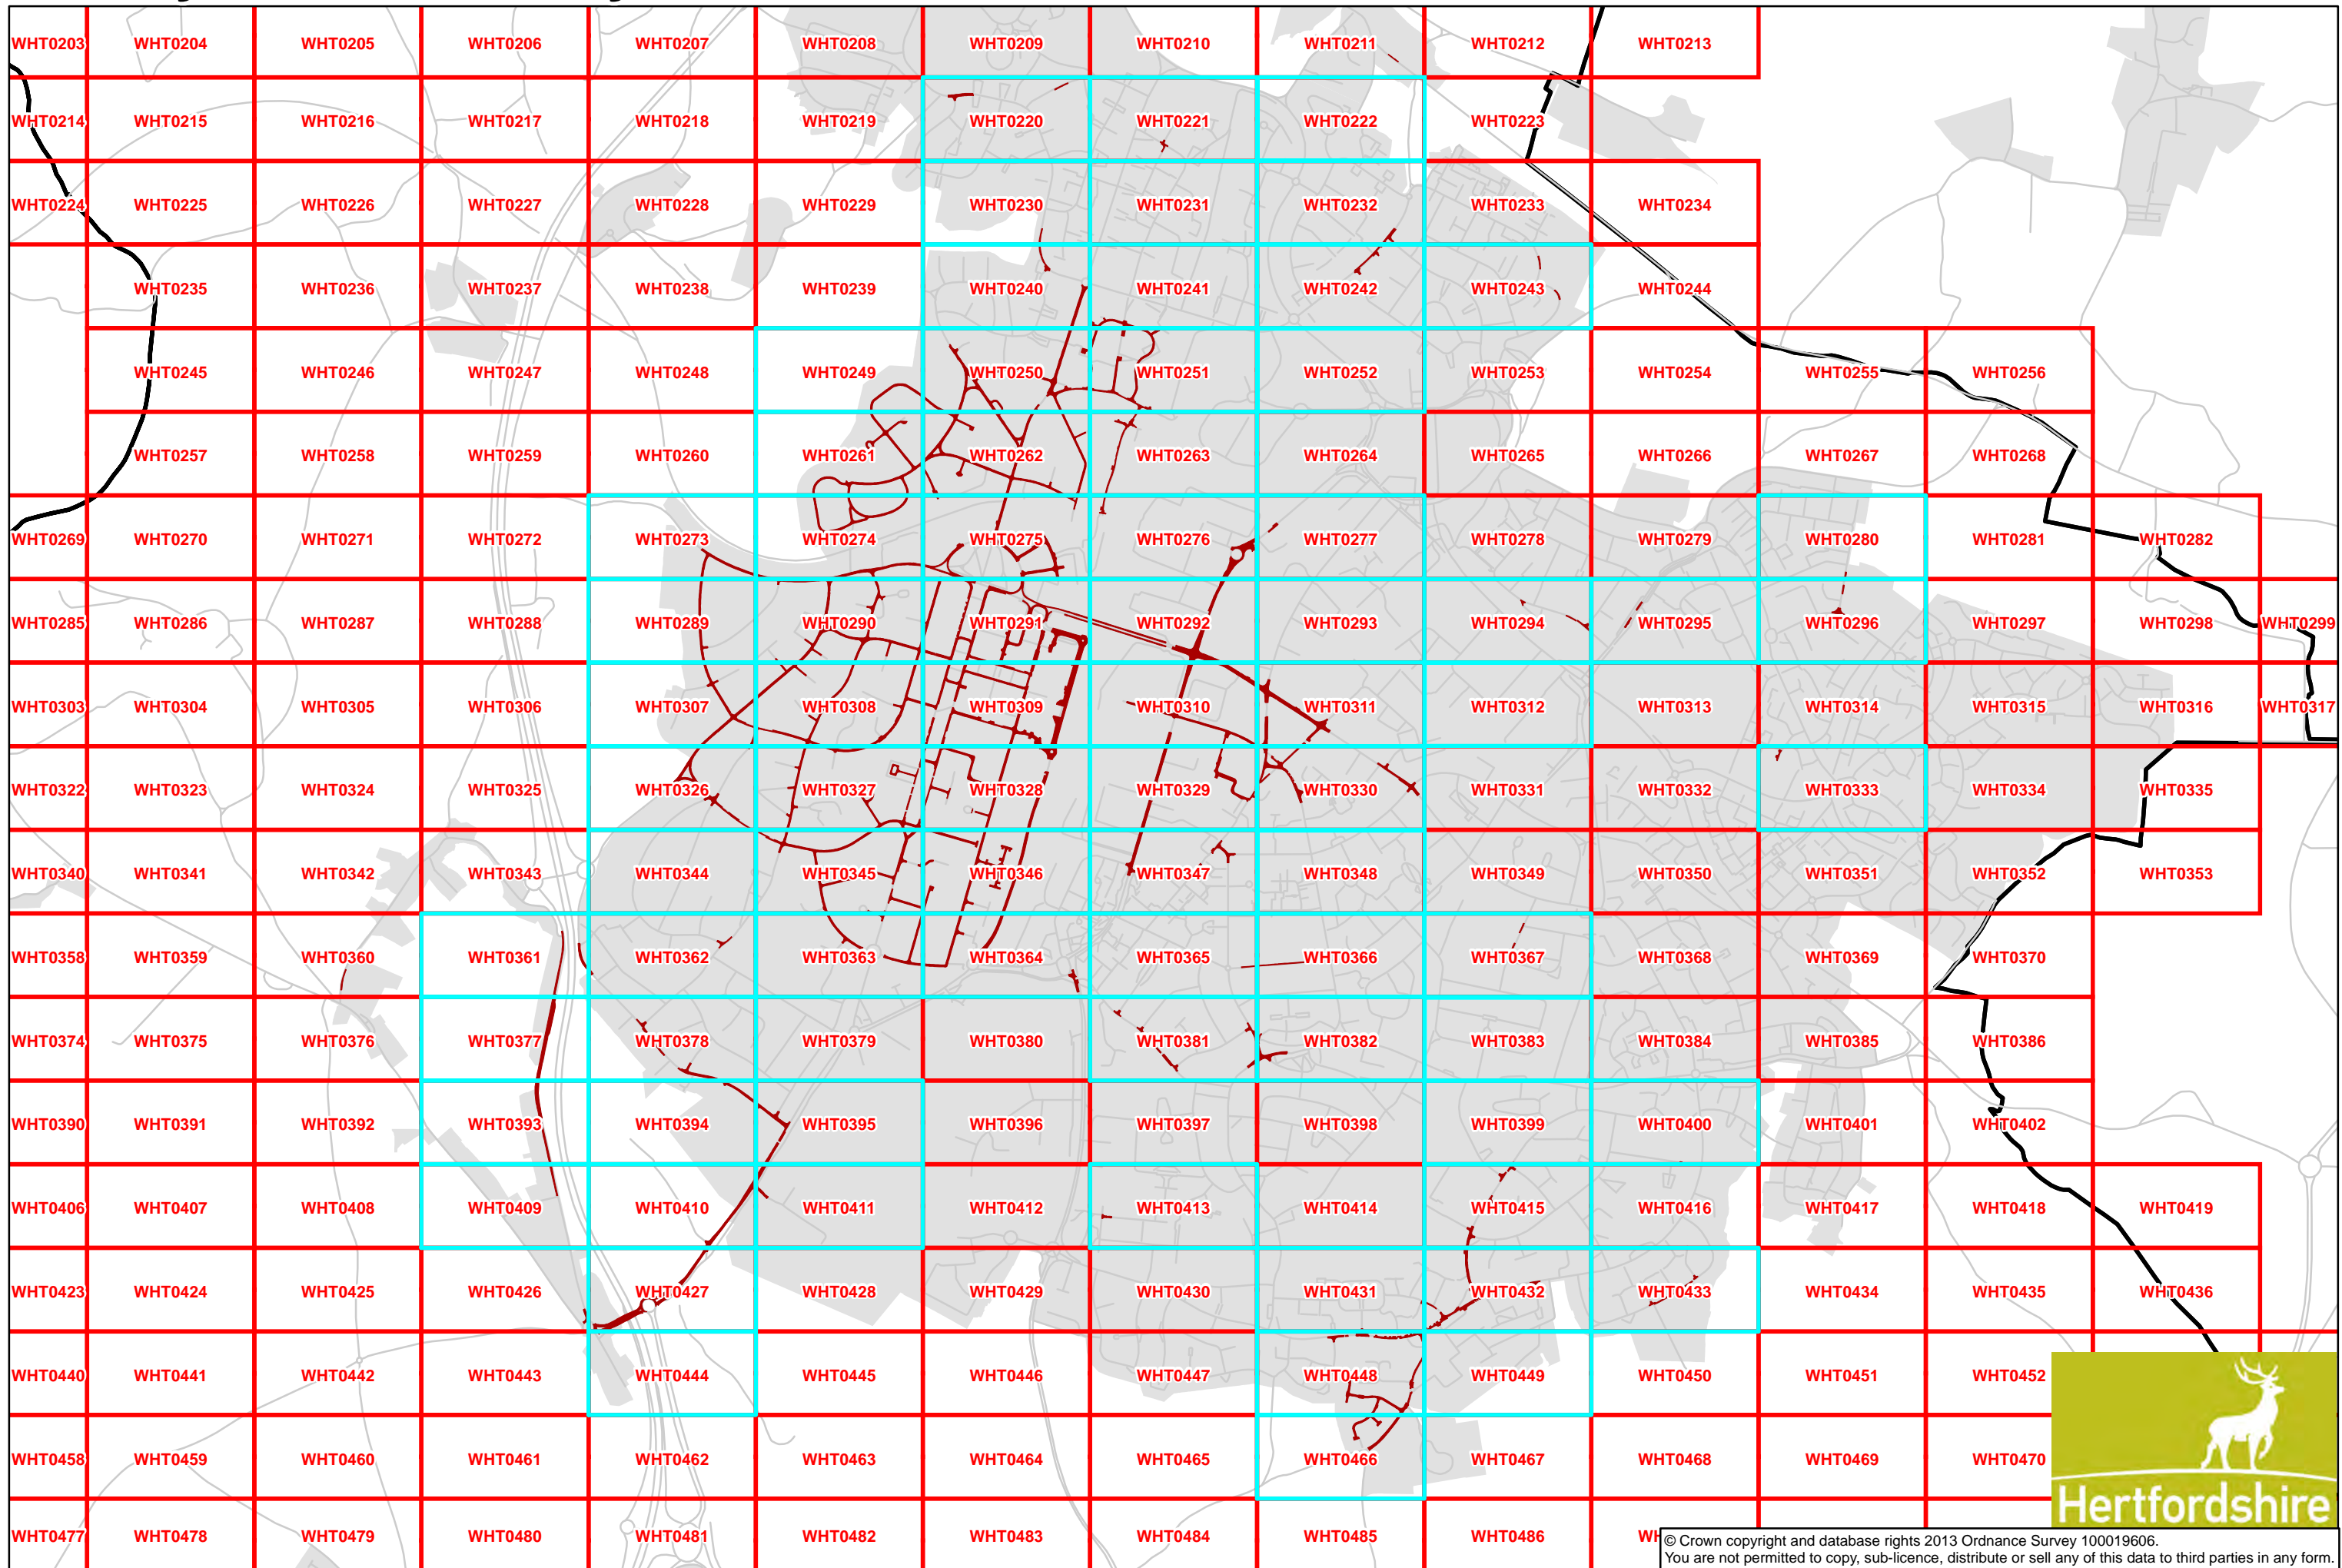 WHT0203 WHT0204 WHT0205 WHT0206 WHT0207 WHT0208 WHT0209 WHT0210 WHT0211 WHT0212 WHT0213
WHT0214 WHT0215 WHT0216 WHT0217 WHT0218 WHT0219 WHT0220 WHT0221 WHT0222 WHT0223
WHT0224 WHT0225 WHT0226 WHT0227 WHT0228 WHT0229 WHT0230 WHT0231 WHT0232 WHT0233 WHT0234
WHT0235 WHT0236 WHT0237 WHT0238 WHT0239 WHT0240 WHT0241 WHT0242 WHT0243 WHT0244
WHT0245 WHT0246 WHT0247 WHT0248 WHT0249 WHT0250 WHT0251 WHT0252 WHT0253 WHT0254 WHT0255 WHT0256
WHT0257 WHT0258 WHT0259 WHT0260 WHT0261 WHT0262 WHT0263 WHT0264 WHT0265 WHT0266 WHT0267 WHT0268
WHT0269 WHT0270 WHT0271 WHT0272 WHT0273 WHT0274 WHT0275 WHT0276 WHT0277 WHT0278 WHT0279 WHT0280 WHT0281 WHT0282
WHT0285 WHT0286 WHT0287 WHT0288 WHT0289 WHT0290 WHT0291 WHT0292 WHT0293 WHT0294 WHT0295 WHT0296 WHT0297 WHT0298 WHT0299
WHT0303 WHT0304 WHT0305 WHT0306 WHT0307 WHT0308 WHT0309 WHT0310 WHT0311 WHT0312 WHT0313 WHT0314 WHT0315 WHT0316 WHT0317
WHT0322 WHT0323 WHT0324 WHT0325 WHT0326 WHT0327 WHT0328 WHT0329 WHT0330 WHT0331 WHT0332 WHT0333 WHT0334 WHT0335
WHT0340 WHT0341 WHT0342 WHT0343 WHT0344 WHT0345 WHT0346 WHT0347 WHT0348 WHT0349 WHT0350 WHT0351 WHT0352 WHT0353
WHT0358 WHT0359 WHT0360 WHT0361 WHT0362 WHT0363 WHT0364 WHT0365 WHT0366 WHT0367 WHT0368 WHT0369 WHT0370
WHT0374 WHT0375 WHT0376 WHT0377 WHT0378 WHT0379 WHT0380 WHT0381 WHT0382 WHT0383 WHT0384 WHT0385 WHT0386
WHT0390 WHT0391 WHT0392 WHT0393 WHT0394 WHT0395 WHT0396 WHT0397 WHT0398 WHT0399 WHT0400 WHT0401 WHT0402
WHT0406 WHT0407 WHT0408 WHT0409 WHT0410 WHT0411 WHT0412 WHT0413 WHT0414 WHT0415 WHT0416 WHT0417 WHT0418 WHT0419
WHT0423 WHT0424 WHT0425 WHT0426 WHT0427 WHT0428 WHT0429 WHT0430 WHT0431 WHT0432 WHT0433 WHT0434 WHT0435 WHT0436
WHT0440 WHT0441 WHT0442 WHT0443 WHT0444 WHT0445 WHT0446 WHT0447 WHT0448 WHT0449 WHT0450 WHT0451 WHT0452
WHT0458 WHT0459 WHT0460 WHT0461 WHT0462 WHT0463 WHT0464 WHT0465 WHT0466 WHT0467 WHT0468 WHT0469 WHT0470
Hertfordshire
WHT0477 WHT0478 WHT0479 WHT0480 WHT0481 WHT0482 WHT0483 WHT0484 WHT0485 WHT0486
© Crown copyright and database rights 2013 Ordnance Survey 100019606.
You are not permitted to copy, sub-licence, distribute or sell any of this data to third parties in any form.